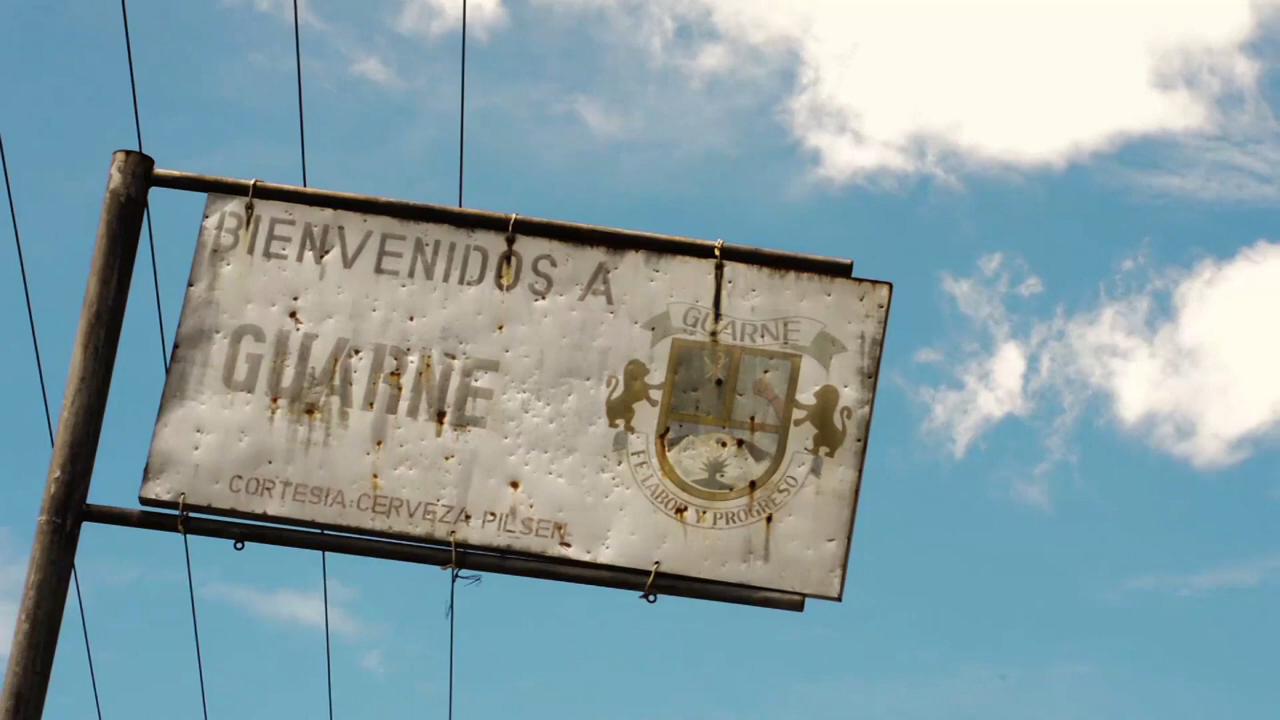 BIENVENIDOS A
GUARNE
CORTESIA:CERVEZA PILSEN
GUARNE
FE LABOR Y PROGRESO